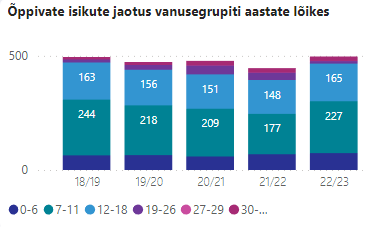 Õppivate isikute jaotus vanusegrupiti aastate lõikes
500
163 156 151 148 165
244 218 209 177 227
0
18/19 19/20 20/21 21/22 22/23
0-6 7-11 12-18 19-26 27-29 30-...